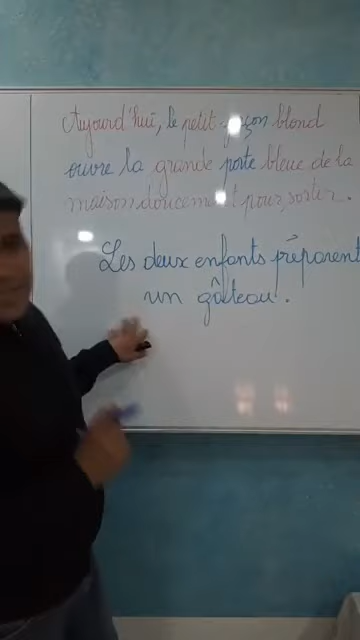 Aujourd'hui, le petit garçon blond
ouvre la grande porte bleue de la
maison doucement pour sortir.
Les deux enfants préparent
un gâteau.